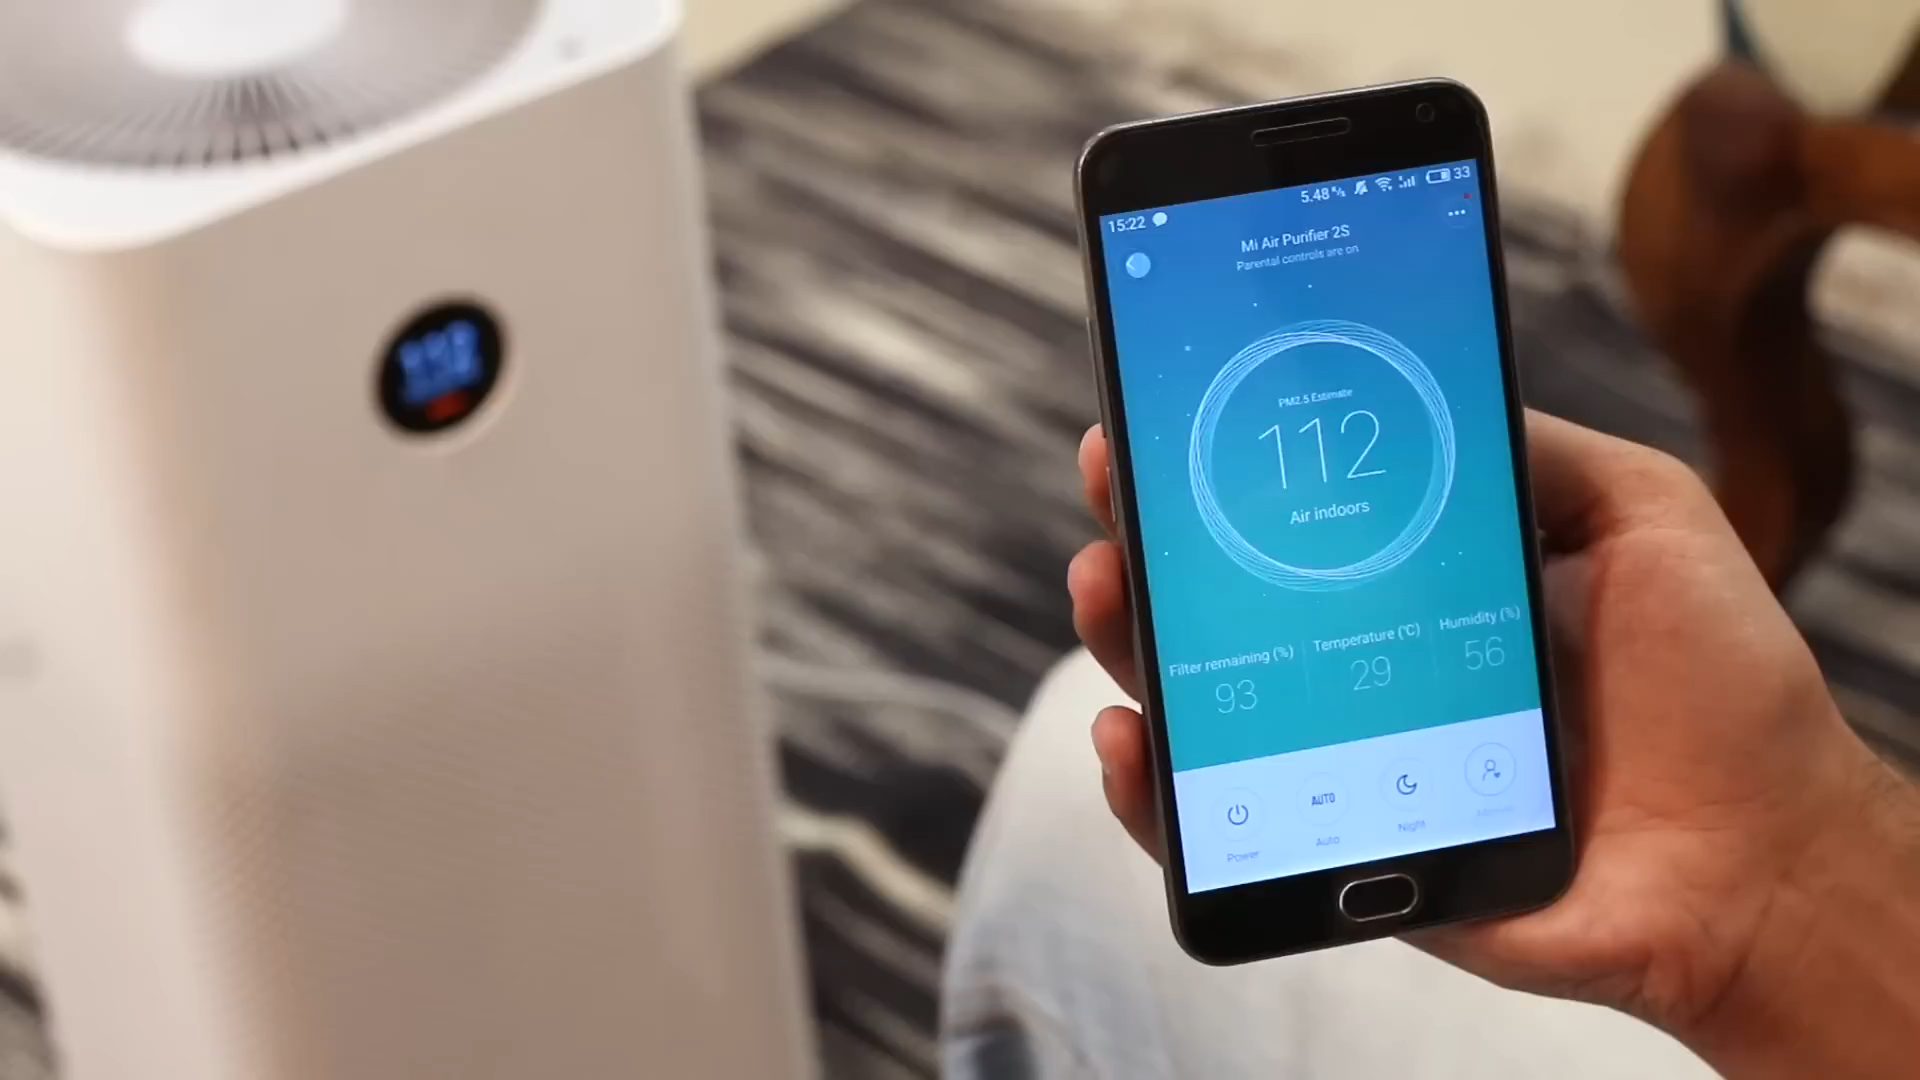 15:22 5.48 K/s 33
Mi Air Purifier 2S
Parental controls are on
PM2.5 Estimate
112
Air indoors
Filter remaining (%) Temperature (℃) Humidity (%)
93 29 56
AUTO
Power Auto Night